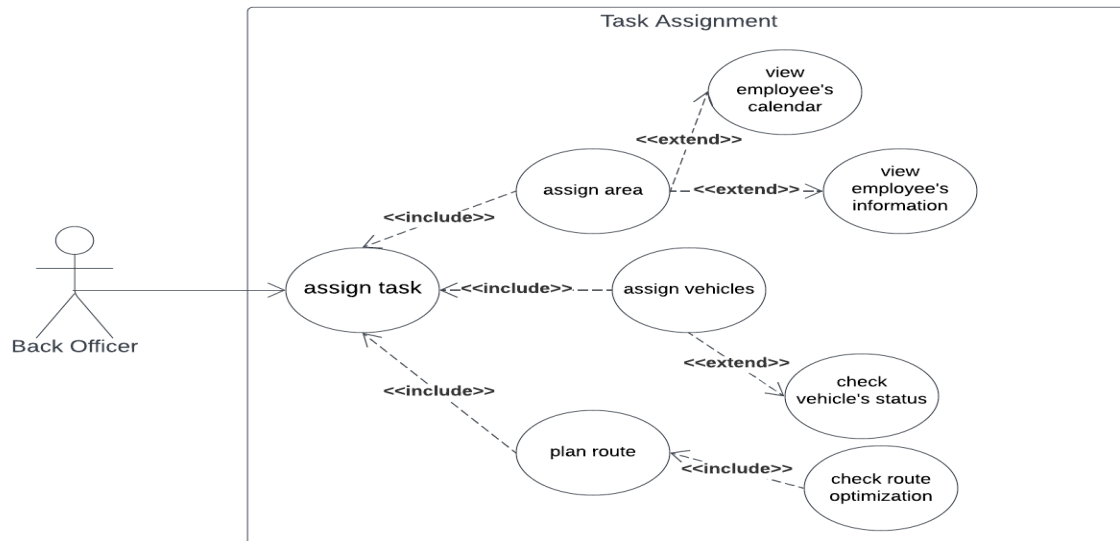 Task Assignment
view
employee's
calendar
<<extend>>
assign area
<<extend>>
view
employee's
information
<<include>>
assign task
<<include>>
assign vehicles
Back Officer
<<extend>>
check
vehicle's status
<<include>>
plan route
<<include>>
check route
optimization